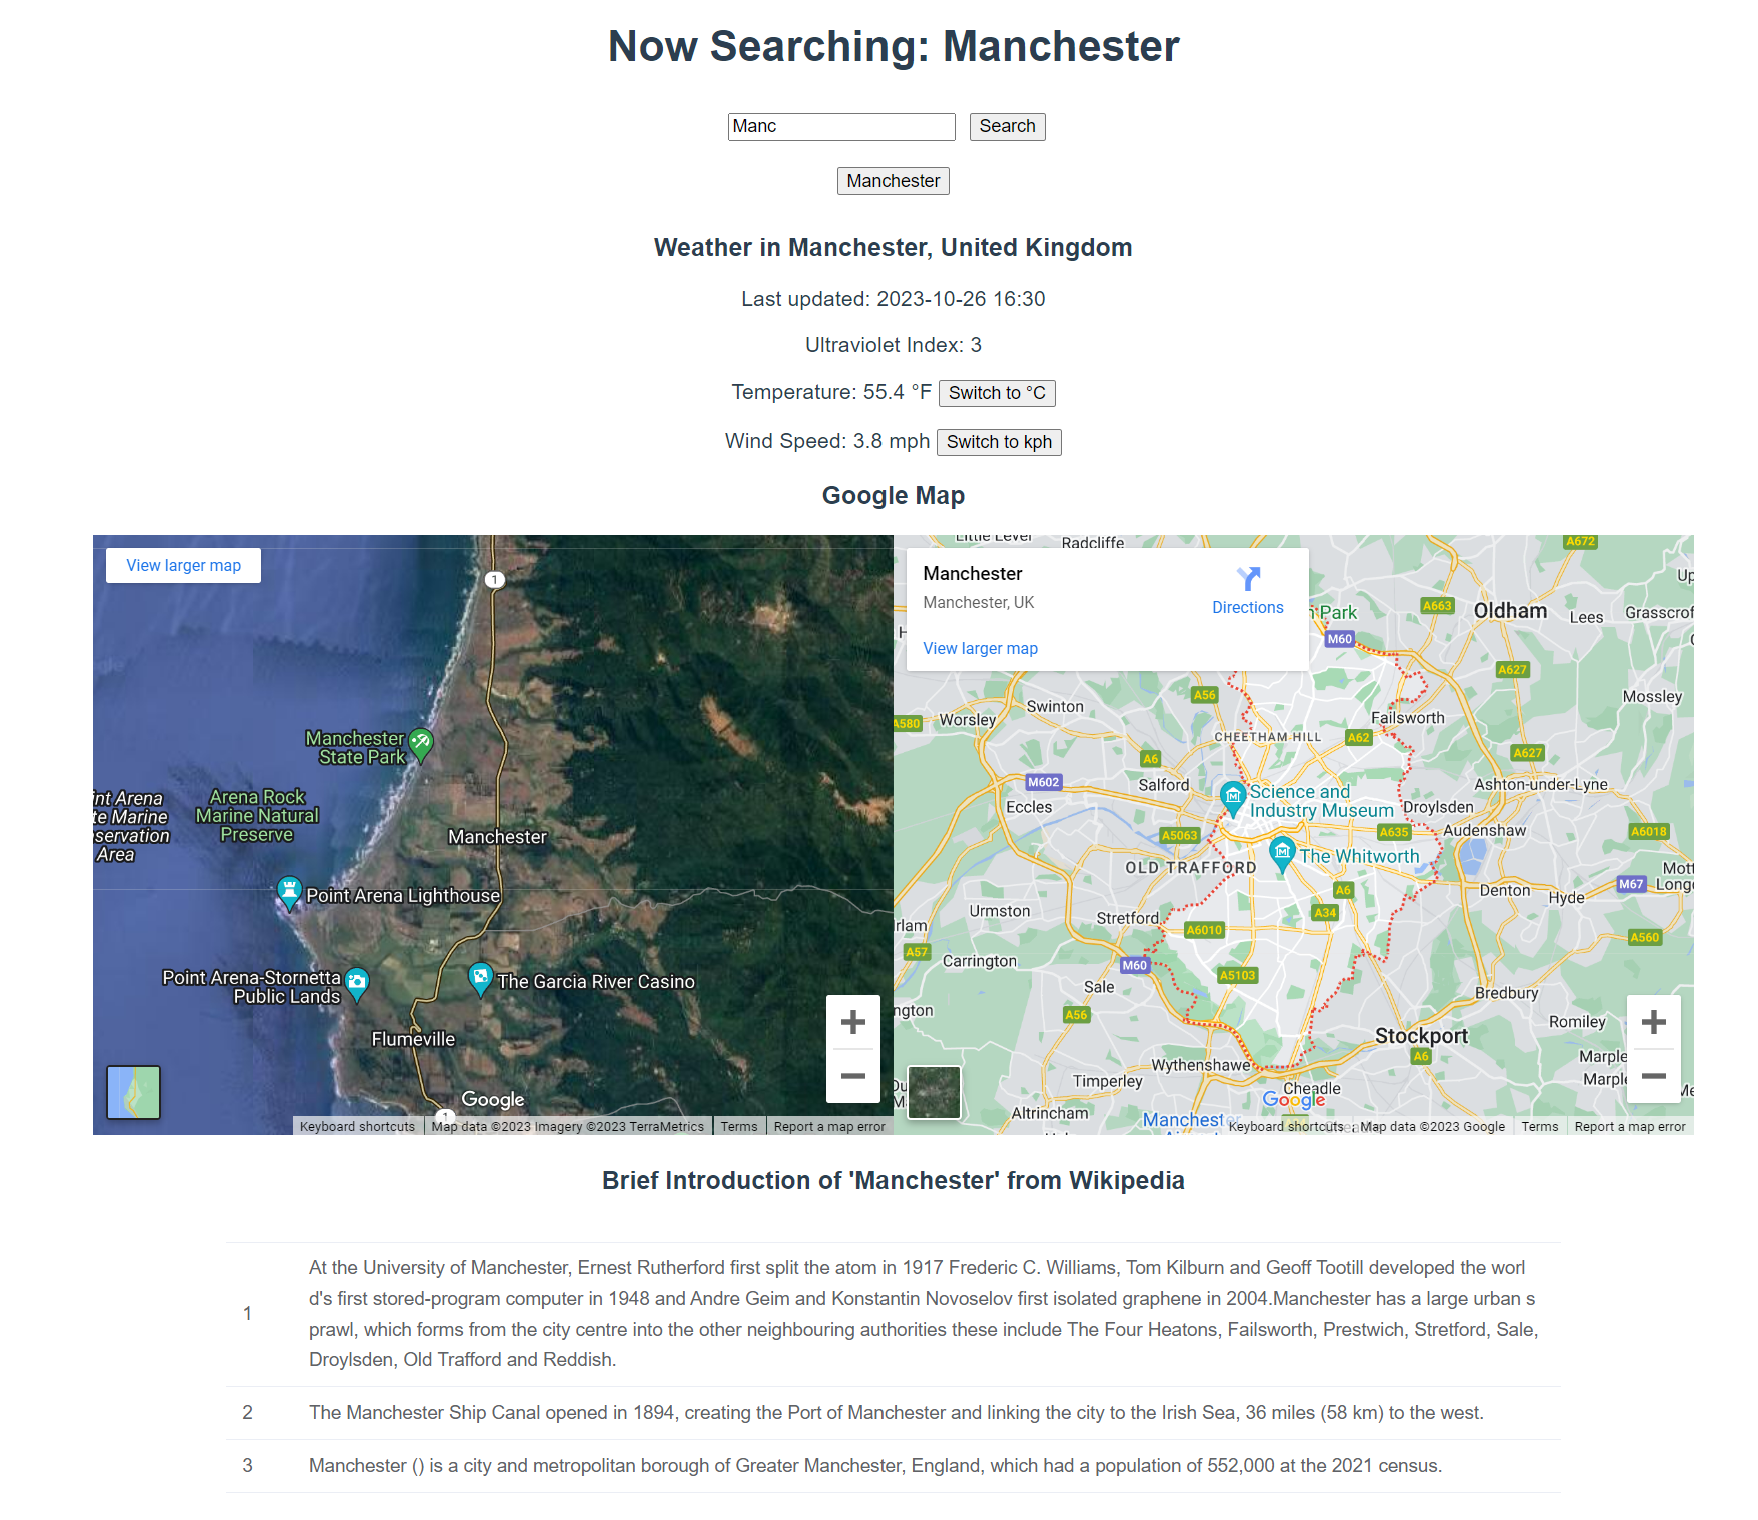 Now Searching: Manchester
Manc
Search
Manchester
Weather in Manchester, United Kingdom
Last updated: 2023-10-26 16:30
Ultraviolet Index: 3
Temperature: 55.4 °F Switch to °C
Wind Speed: 3.8 mph Switch to kph
Google Map
View larger map
1
Manchester
State Park
Arena Rock
Marine Natural
Preserve
int Arena
te Marine
servation
Area
Manchester
Point Arena Lighthouse
Point Arena-Stornetta
Public Lands
The Garcia River Casino
Flumeville
1
Google
Keyboard shortcuts
Map data ©2023 Imagery ©2023 TerraMetrics
Terms
Report a map error
Manchester
Manchester, UK
Directions
View larger map
Little Lever
Radcliffe
A672
Park
M60
A663
Oldham
Lees
Grasscrof
A627
A56
Swinton
Worsley
A580
Failsworth
Mossley
CHEETHAM HILL
A62
A627
A6
M602
Salford
Eccles
Science and
Industry Museum
Droylsden
Ashton-under-Lyne
A5063
A635
Audenshaw
A6018
OLD TRAFFORD
The Whitworth
A6
Denton
M67
Hyde
Urmston
Stretford
A34
A6010
rlam
A57
Carrington
M60
A5103
A560
Sale
Bredbury
A56
ngton
Romiley
Stockport
A6
Marple
Wythenshawe
Timperley
Cheadle
Altrincham
Google
Keyboard shortcuts
Map data ©2023 Google
Terms
Report a map error
Brief Introduction of 'Manchester' from Wikipedia
1
At the University of Manchester, Ernest Rutherford first split the atom in 1917 Frederic C. Williams, Tom Kilburn and Geoff Tootill developed the worl
d's first stored-program computer in 1948 and Andre Geim and Konstantin Novoselov first isolated graphene in 2004.Manchester has a large urban s
prawl, which forms from the city centre into the other neighbouring authorities these include The Four Heatons, Failsworth, Prestwich, Stretford, Sale,
Droylsden, Old Trafford and Reddish.
2
The Manchester Ship Canal opened in 1894, creating the Port of Manchester and linking the city to the Irish Sea, 36 miles (58 km) to the west.
3
Manchester () is a city and metropolitan borough of Greater Manchester, England, which had a population of 552,000 at the 2021 census.